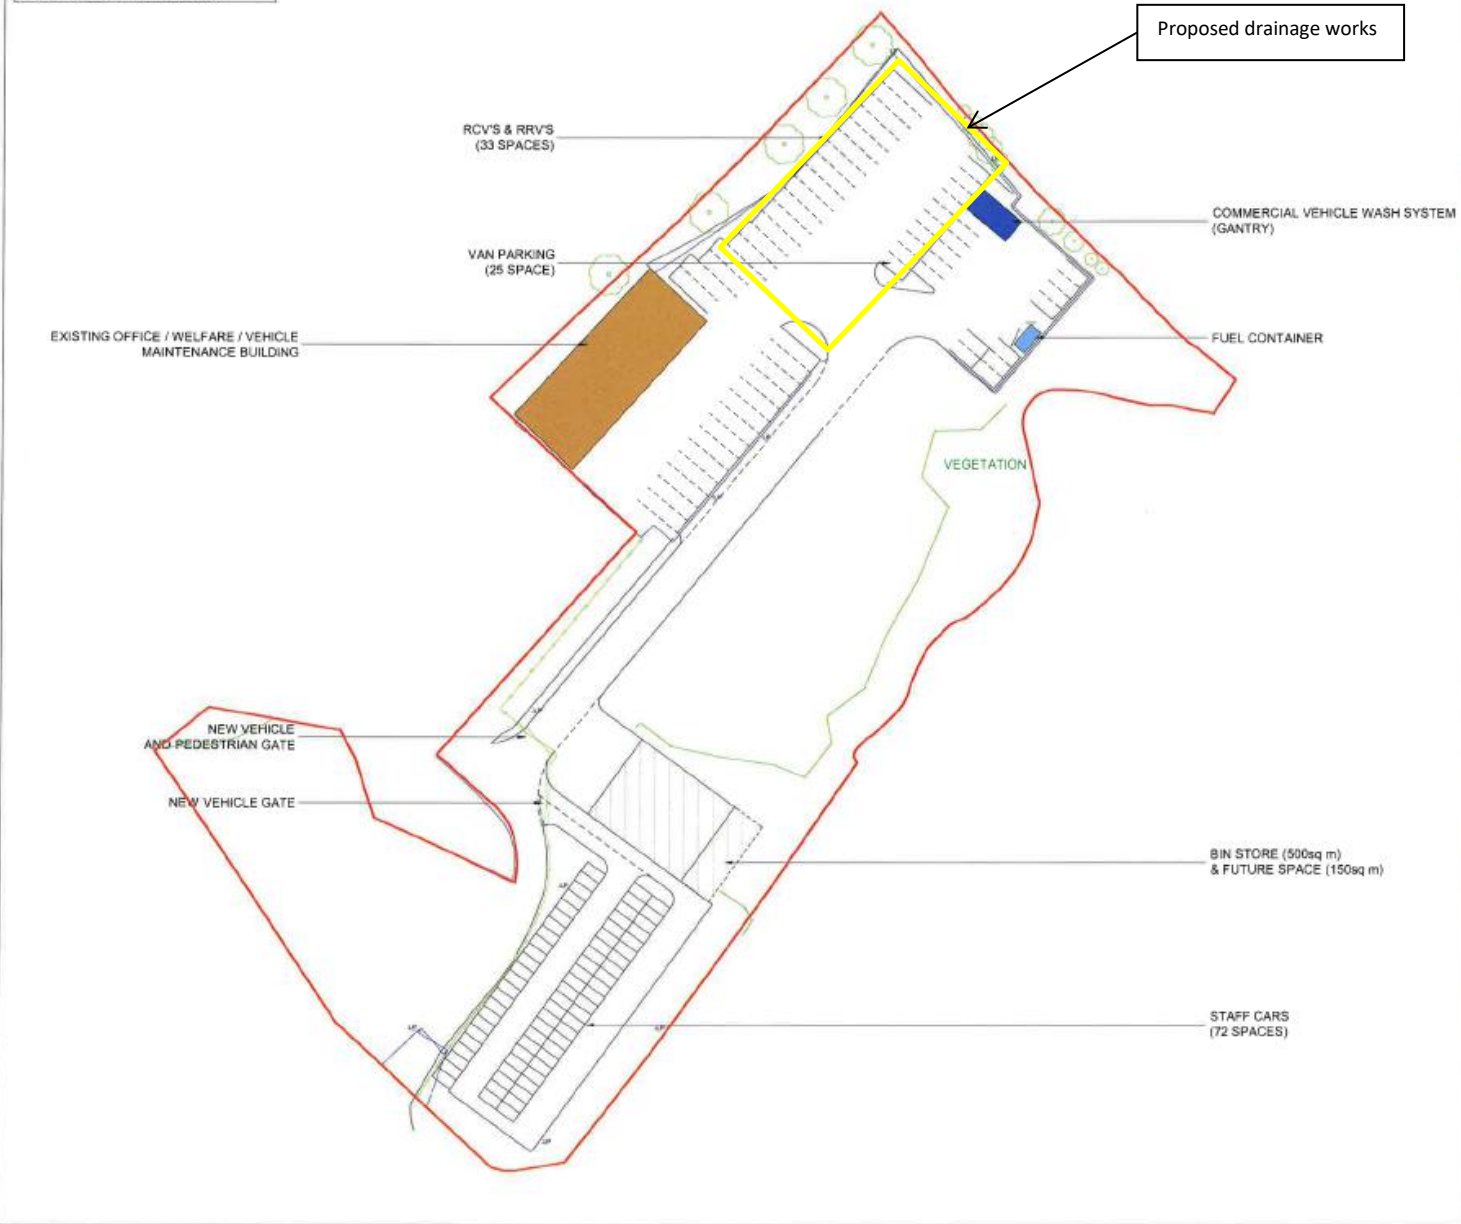 Proposed drainage works
RCV'S & RRV'S
(33 SPACES)
COMMERCIAL VEHICLE WASH SYSTEM
(GANTRY)
VAN PARKING
(25 SPACE)
EXISTING OFFICE / WELFARE / VEHICLE
MAINTENANCE BUILDING
FUEL CONTAINER
VEGETATION
NEW VEHICLE
AND PEDESTRIAN GATE
NEW VEHICLE GATE
BIN STORE (500sq m)
& FUTURE SPACE (150sq m)
STAFF CARS
(72 SPACES)